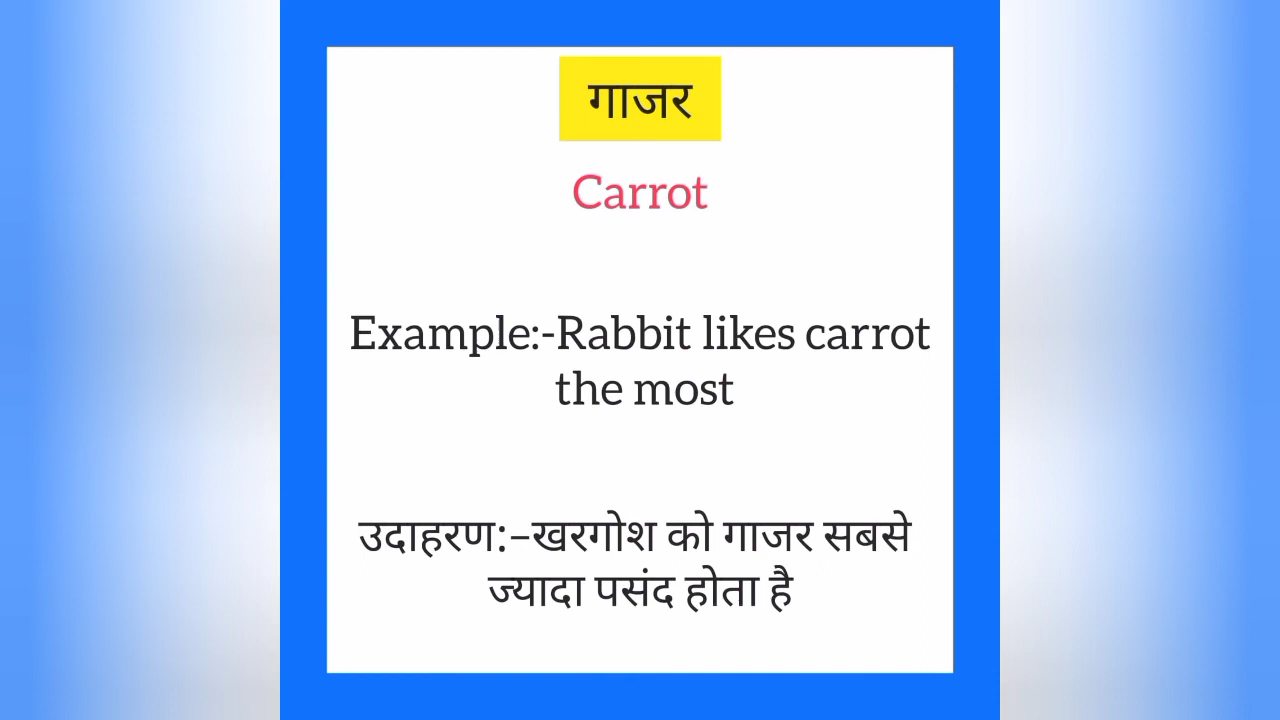 गाजर
Carrot
Example:-Rabbit likes carrot
the most
उदाहरण:–खरगोश को गाजर सबसे
ज्यादा पसंद होता है